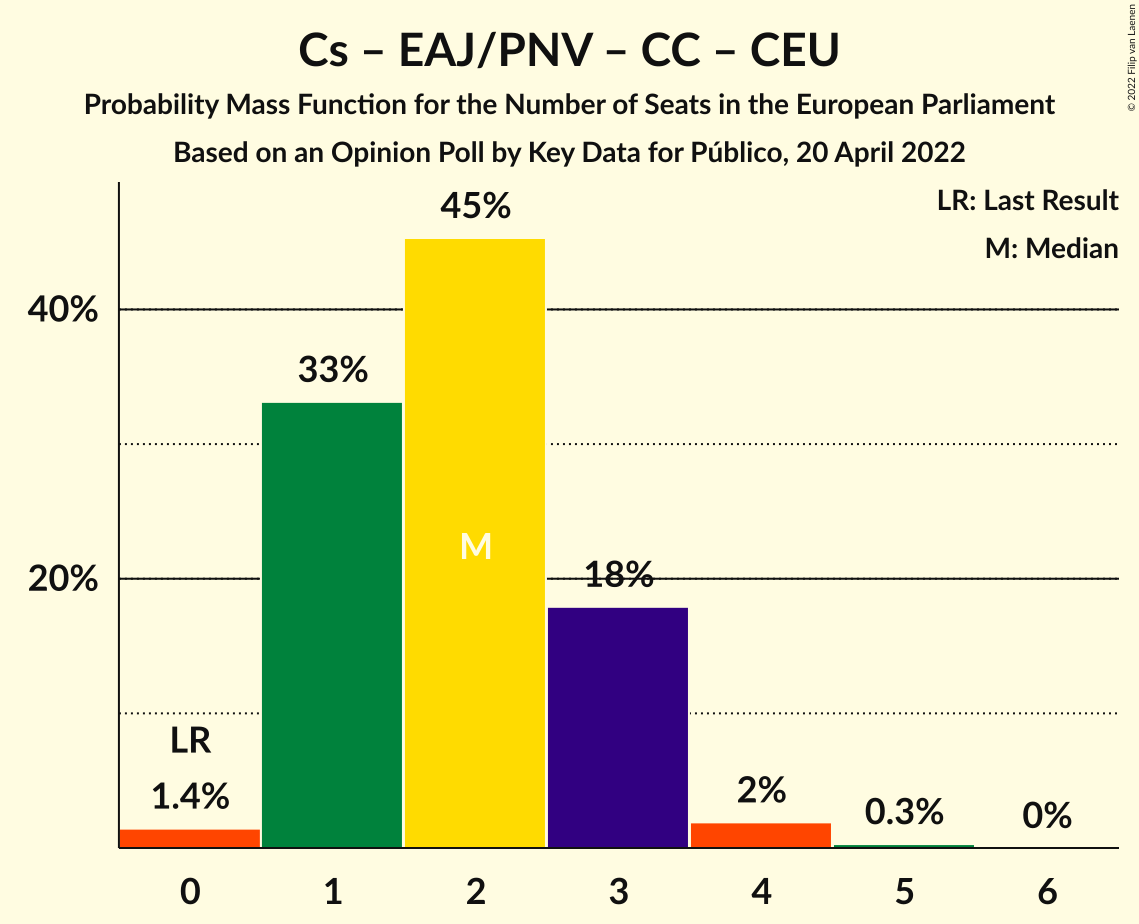 © 2022 Filip van Laenen
Cs – EAJ/PNV – CC – CEU
Probability Mass Function for the Number of Seats in the European Parliament
Based on an Opinion Poll by Key Data for Público, 20 April 2022
LR: Last Result
M: Median
45%
40%
33%
M
20%
18%
LR
1.4%
2%
0.3%
0%
0 1 2 3 4 5 6